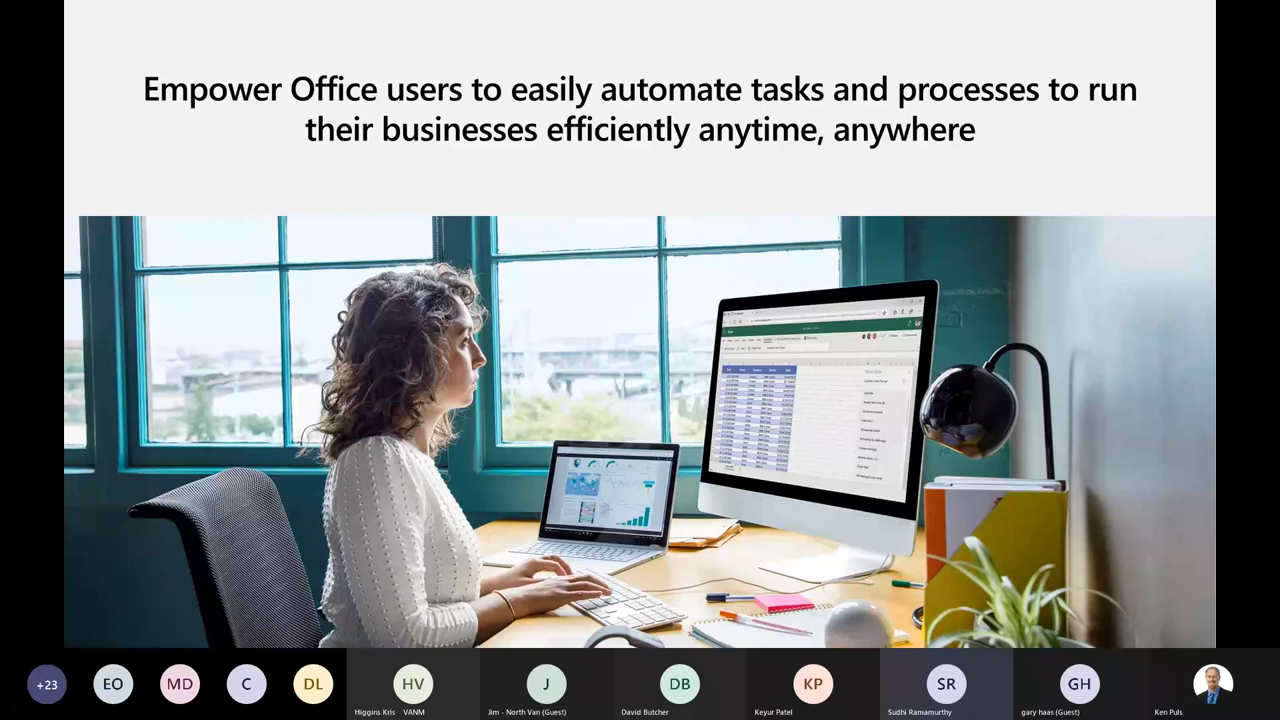 Empower Office users to easily automate tasks and processes to run
their businesses efficiently anytime, anywhere
+23
EO
MD
C
DL
HV
J
DB
KP
SR
GH
Higgins Kris VANM
Jim - North Van (Guest)
David Butcher
Keyur Patel
Sudhi Ramamurthy
gary haas (Guest)
Ken Puls